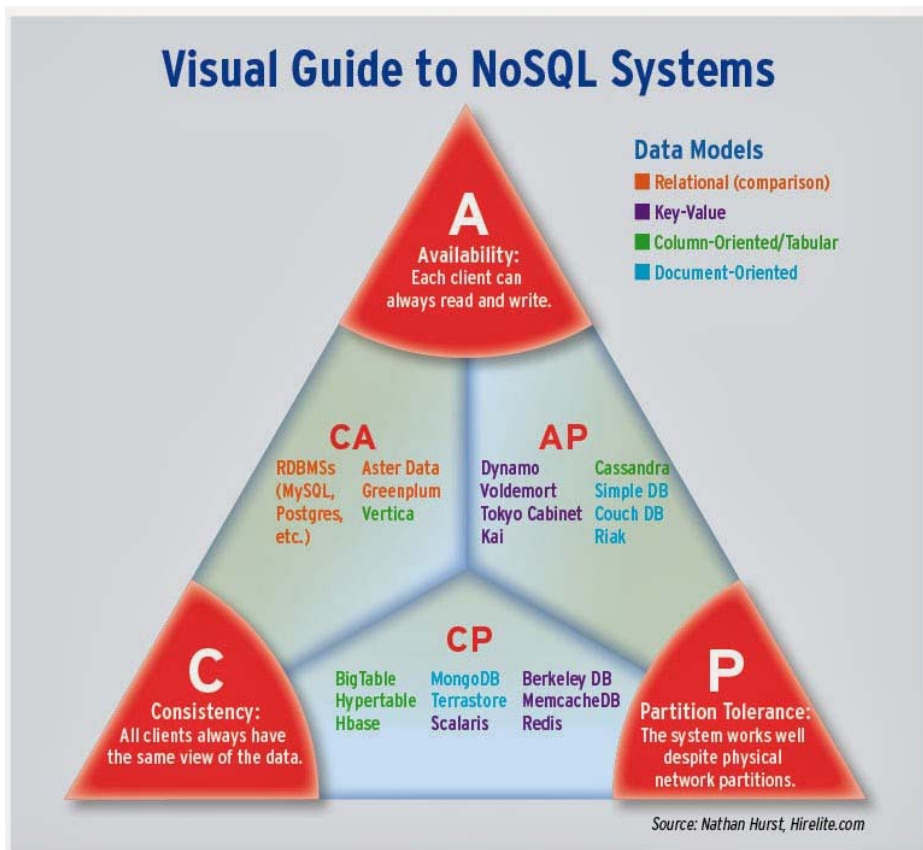 Visual Guide to NoSQL Systems
A
Availability:
Each client can
always read and write.
Data Models
Relational (comparison)
Key-Value
Column-Oriented/Tabular
Document-Oriented
CA
RDBMSs
(MySQL,
Postgres,
etc.)
Aster Data
Greenplum
Vertica
AP
Dynamo
Voldemort
Tokyo Cabinet
Kai
Cassandra
Simple DB
Couch DB
Riak
C
Consistency:
All clients always have
the same view of the data.
CP
BigTable
Hypertable
Hbase
MongoDB
Terrastore
Scalaris
Berkeley DB
MemcacheDB
Redis
P
Partition Tolerance:
The system works well
despite physical
network partitions.
Source: Nathan Hurst, Hirelite.com